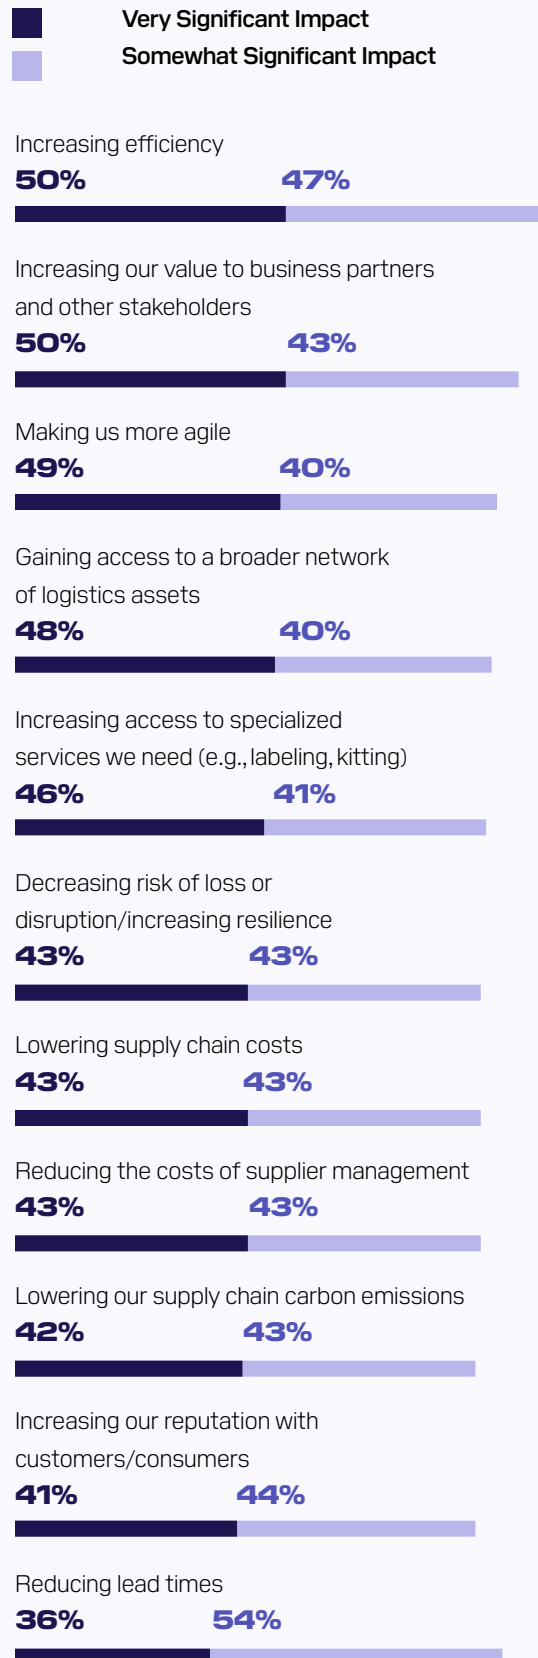 Very Significant Impact
Somewhat Significant Impact
Increasing efficiency
50% 47%
Increasing our value to business partners
and other stakeholders
50% 43%
Making us more agile
49% 40%
Gaining access to a broader network
of logistics assets
48% 40%
Increasing access to specialized
services we need (e.g., labeling, kitting)
46% 41%
Decreasing risk of loss or
disruption/increasing resilience
43% 43%
Lowering supply chain costs
43% 43%
Reducing the costs of supplier management
43% 43%
Lowering our supply chain carbon emissions
42% 43%
Increasing our reputation with
customers/consumers
41% 44%
Reducing lead times
36% 54%